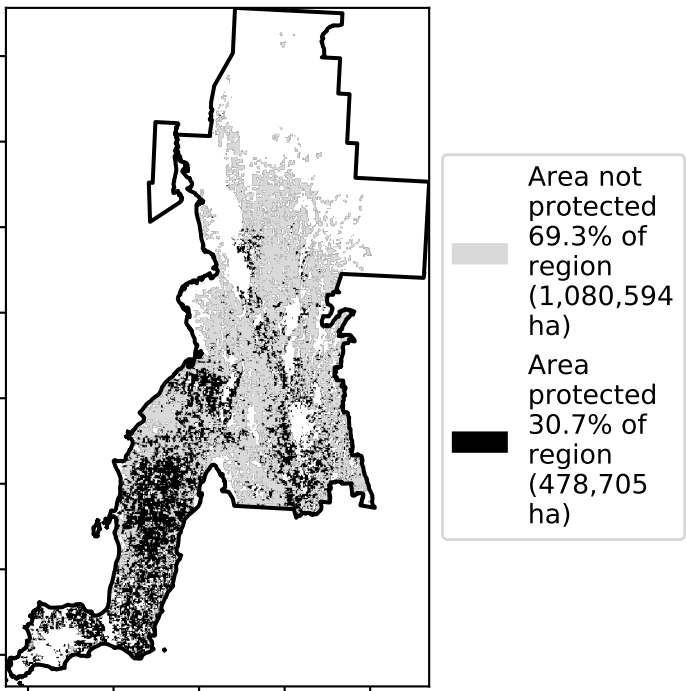 Area not
protected
69.3% of
region
(1,080,594
ha)
Area
protected
30.7% of
region
(478,705
ha)